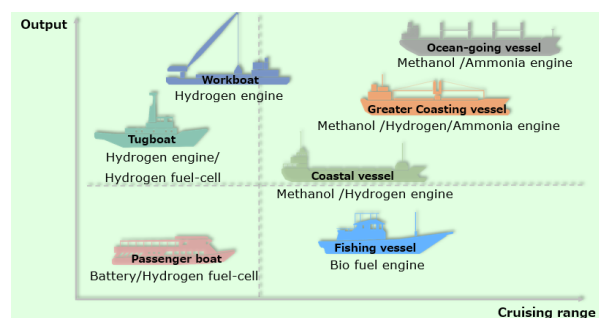 Output
Ocean-going vessel
Methanol /Ammonia engine
Workboat
Hydrogen engine
Greater Coasting vessel
Methanol /Hydrogen/Ammonia engine
Tugboat
Hydrogen engine/
Hydrogen fuel-cell
Coastal vessel
Methanol /Hydrogen engine
Fishing vessel
Bio fuel engine
Passenger boat
Battery/Hydrogen fuel-cell
Cruising range